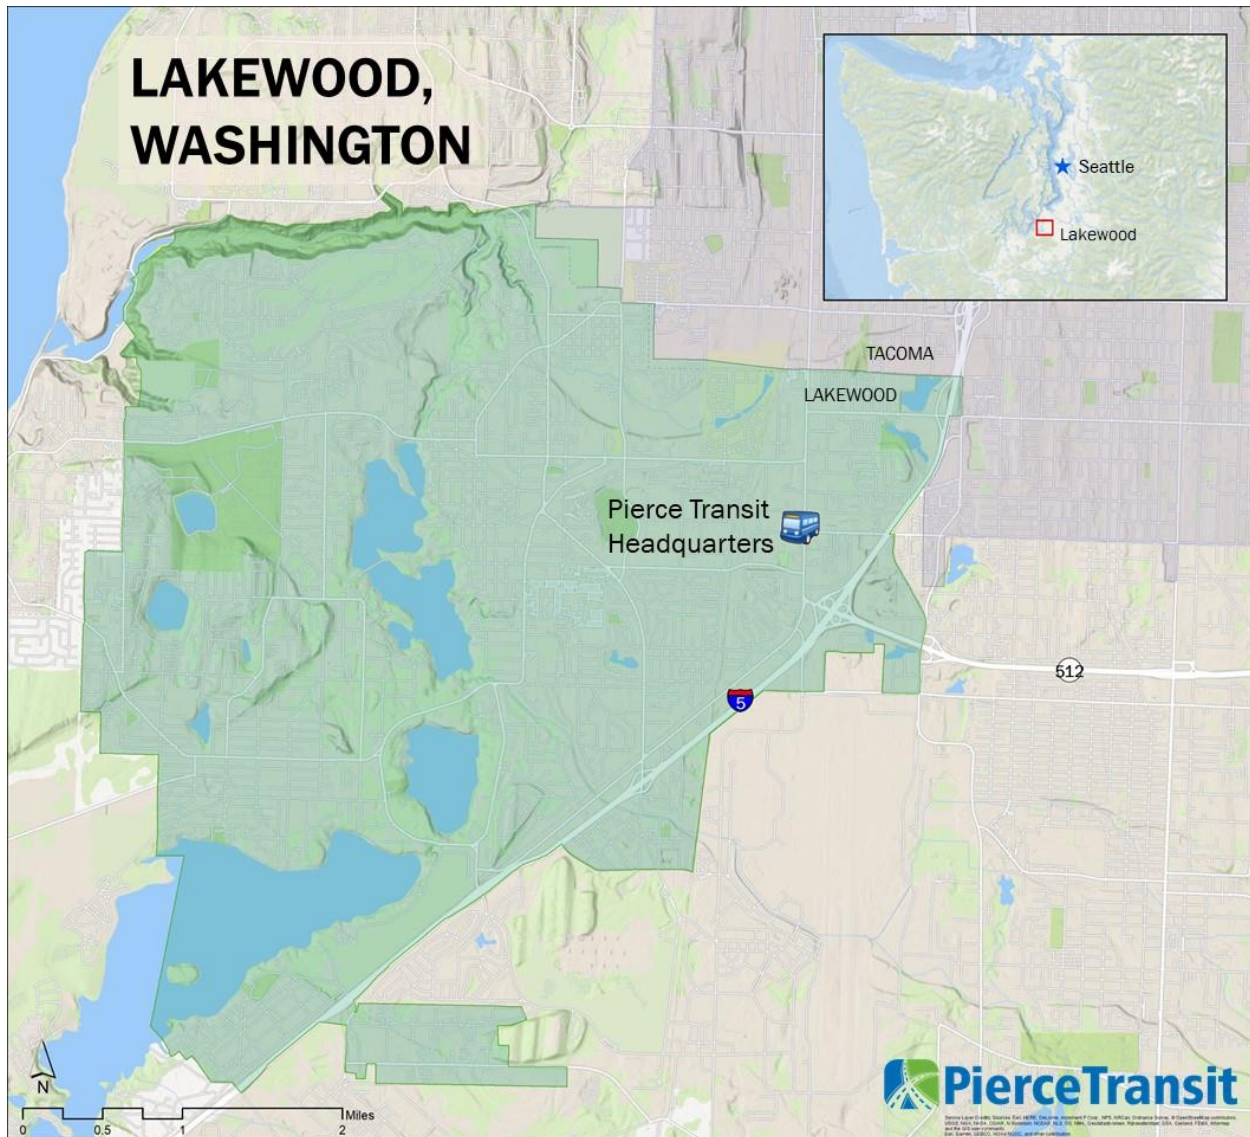 LAKEWOOD,
WASHINGTON
Seattle
Lakewood
TACOMA
LAKEWOOD
Pierce Transit
Headquarters
512
5
N
Miles
0 0.5 1 2
PierceTransit